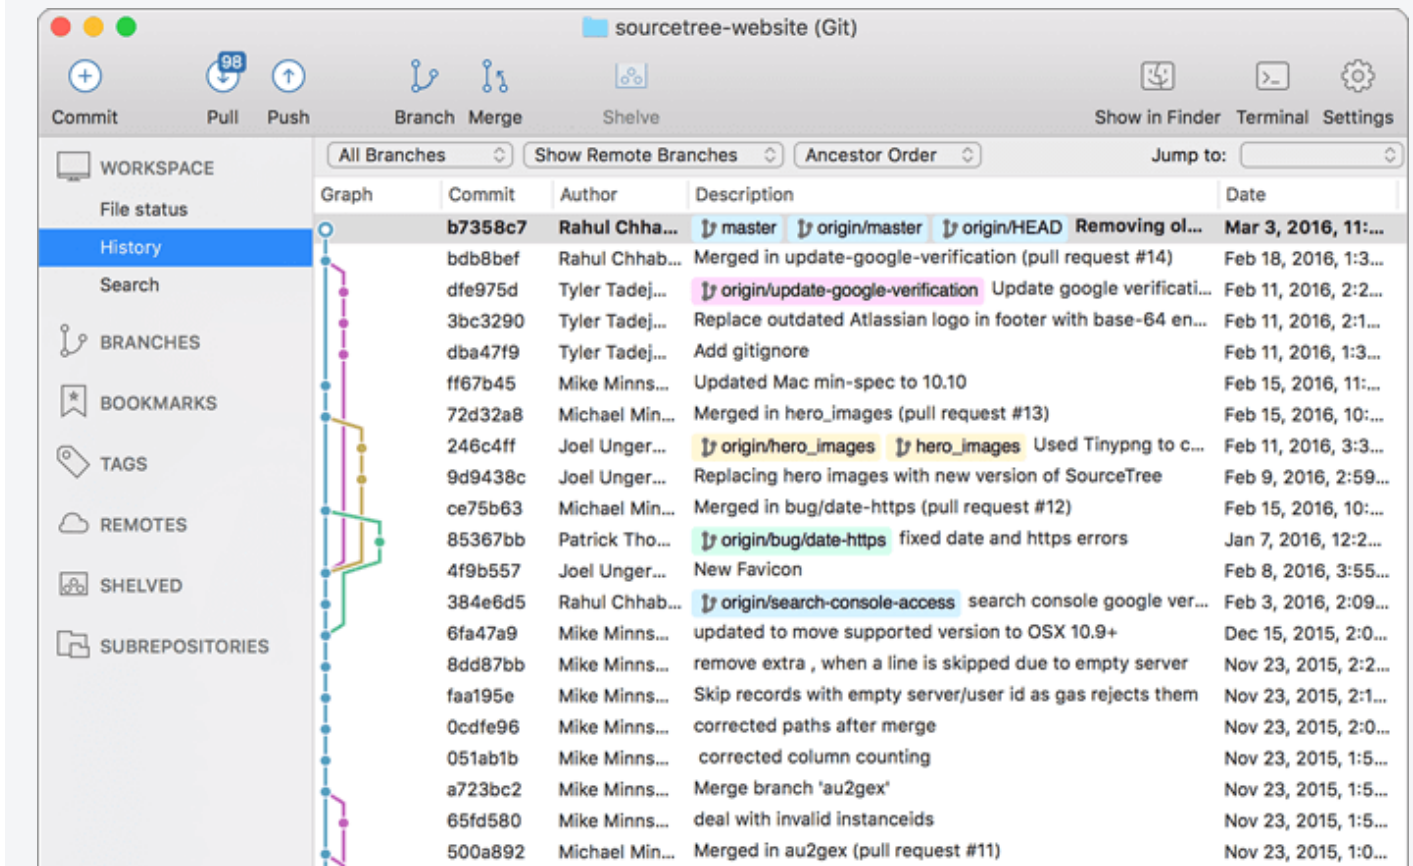 sourcetree-website (Git)
98
Commit Pull Push Branch Merge Shelve Show in Finder Terminal Settings
WORKSPACE
File status
History
Search
BRANCHES
BOOKMARKS
TAGS
REMOTES
SHELVED
SUBREPOSITORIES
All Branches Show Remote Branches Ancestor Order Jump to:
Graph Commit Author Description Date
b7358c7 Rahul Chha... master origin/master origin/HEAD Removing ol... Mar 3, 2016, 11:...
bdb8bef Rahul Chhab... Merged in update-google-verification (pull request #14) Feb 18, 2016, 1:3...
dfe975d Tyler Tadej... origin/update-google-verification Update google verificati... Feb 11, 2016, 2:2...
3bc3290 Tyler Tadej... Replace outdated Atlassian logo in footer with base-64 en... Feb 11, 2016, 2:1...
dba47f9 Tyler Tadej... Add gitignore Feb 11, 2016, 1:3...
ff67b45 Mike Minns... Updated Mac min-spec to 10.10 Feb 15, 2016, 11:...
72d32a8 Michael Min... Merged in hero_images (pull request #13) Feb 15, 2016, 10:...
246c4ff Joel Unger... origin/hero_images hero_images Used Tinypng to c... Feb 11, 2016, 3:3...
9d9438c Joel Unger... Replacing hero images with new version of SourceTree Feb 9, 2016, 2:59...
ce75b63 Michael Min... Merged in bug/date-https (pull request #12) Feb 15, 2016, 10:...
85367bb Patrick Tho... origin/bug/date-https fixed date and https errors Jan 7, 2016, 12:2...
4f9b557 Joel Unger... New Favicon Feb 8, 2016, 3:55...
384e6d5 Rahul Chhab... origin/search-console-access search console google ver... Feb 3, 2016, 2:09...
6fa47a9 Mike Minns... updated to move supported version to OSX 10.9+ Dec 15, 2015, 2:0...
8dd87bb Mike Minns... remove extra , when a line is skipped due to empty server Nov 23, 2015, 2:2...
faa195e Mike Minns... Skip records with empty server/user id as gas rejects them Nov 23, 2015, 2:1...
0cdfe96 Mike Minns... corrected paths after merge Nov 23, 2015, 2:0...
051ab1b Mike Minns... corrected column counting Nov 23, 2015, 1:5...
a723bc2 Mike Minns... Merge branch 'au2gex' Nov 23, 2015, 1:5...
65fd580 Mike Minns... deal with invalid instanceids Nov 23, 2015, 1:5...
500a892 Michael Min... Merged in au2gex (pull request #11) Nov 23, 2015, 1:0...